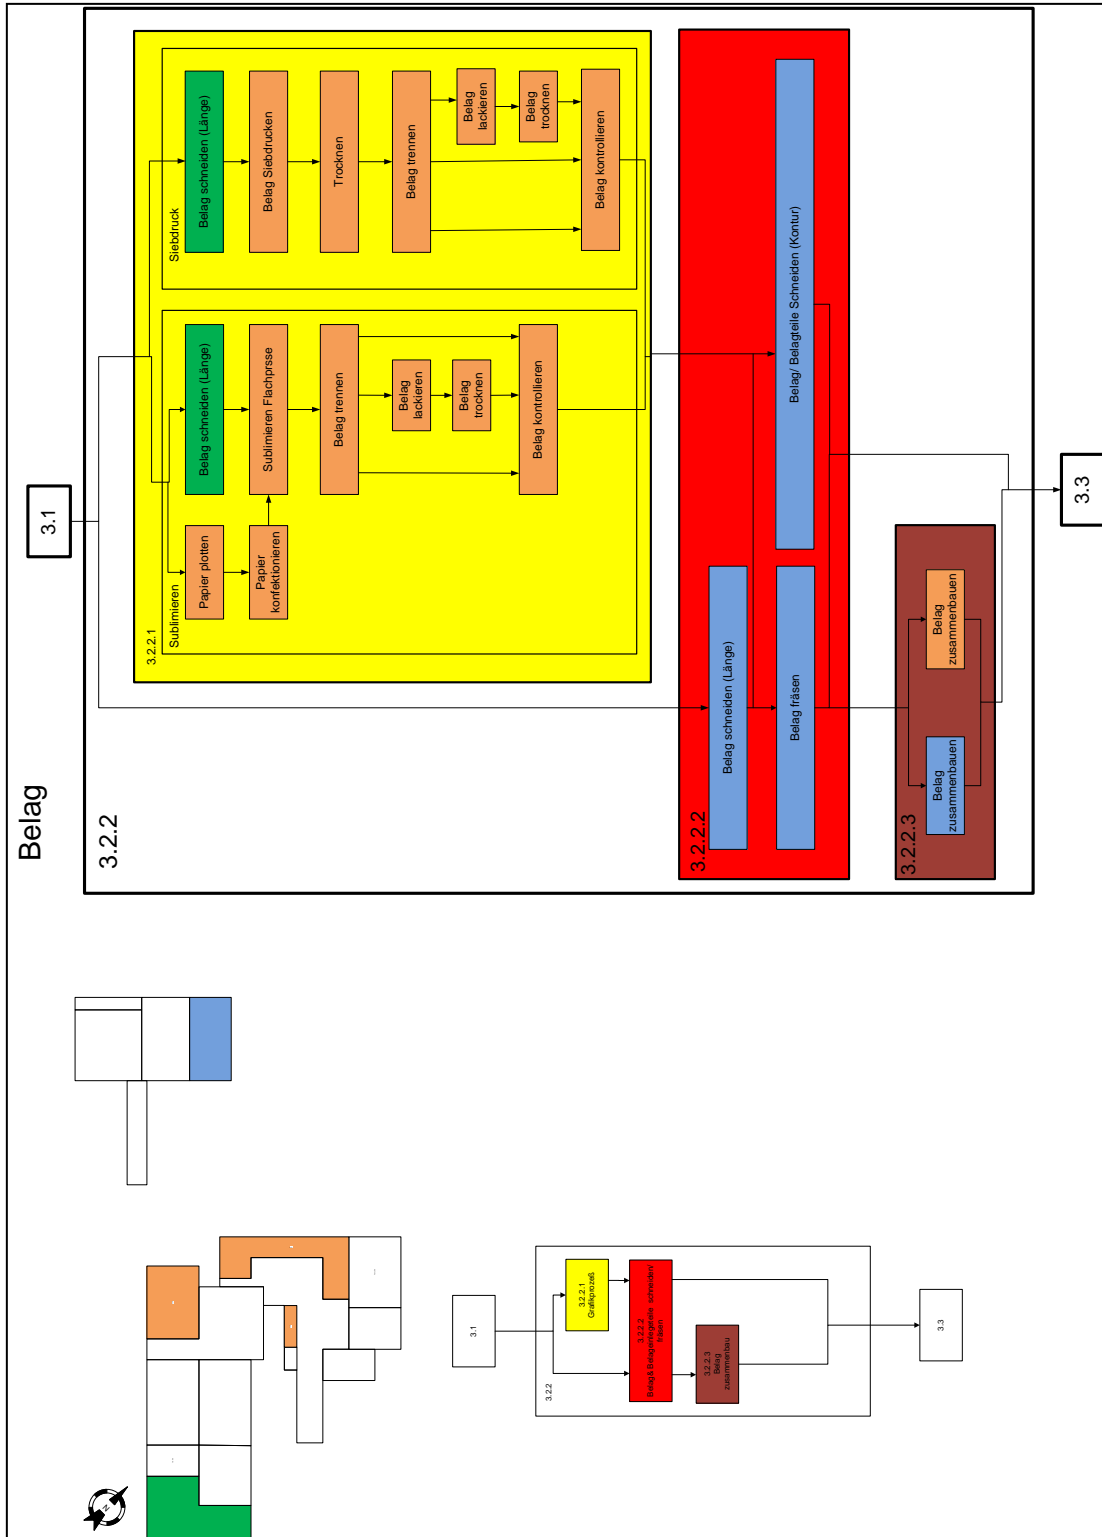 Belag
3.1
3.2.2
3.2.2.1
Sublimieren
Papier plotten
Papier
konfektionieren
Belag schneiden (Länge)
Sublimieren Flachprsse
Belag trennen
Belag
lackieren
Belag
trocknen
Belag kontrollieren
Siebdruck
Belag schneiden (Länge)
Belag Siebdrucken
Trocknen
Belag trennen
Belag
lackieren
Belag
trocknen
Belag kontrollieren
3.2.2.2
Belag schneiden (Länge)
Belag fräsen
Belag/ Belagteile Schneiden (Kontur)
3.2.2.3
Belag
zusammenbauen
Belag
zusammenbauen
3.3
3.1
3.2.2
3.2.2.1
Grafikprozeß
3.2.2.2
Belag & Belageinlegeteile schneiden/
fräsen
3.2.2.3
Belag
zusammenbau
3.3
N